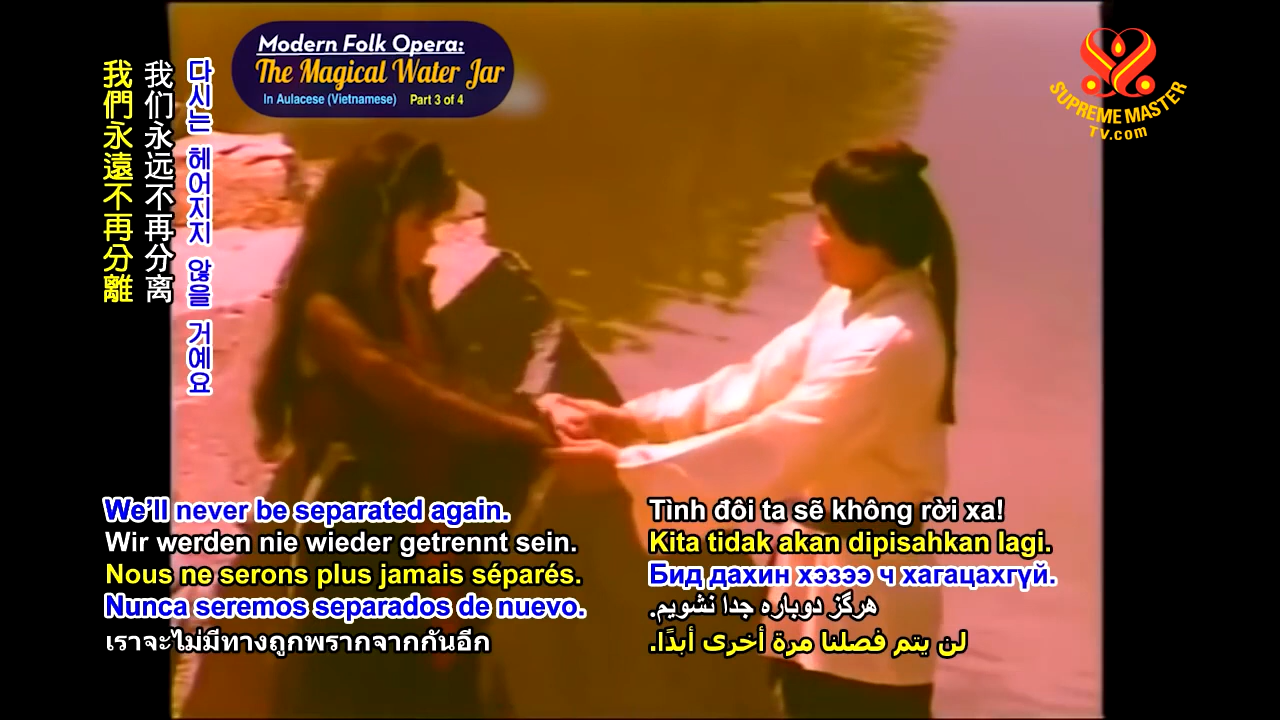 Modern Folk Opera:
The Magical Water Jar
In Aulacese (Vietnamese) Part 3 of 4
SUPREME MASTER
TV.com
다시는 헤어지지 않을 거예요
我们永远不再分离
我們永遠不再分離
We'll never be separated again.
Wir werden nie wieder getrennt sein.
Nous ne serons plus jamais séparés.
Nunca seremos separados de nuevo.
เราจะไม่มีทางถูกพรากจากกันอีก
Tình đôi ta sẽ không rời xa!
Kita tidak akan dipisahkan lagi.
Бид дахин хэзээ ч хагацахгүй.
هرگز دوباره جدا نشویم.
لن يتم فصلنا مرة أخرى أبدًا.